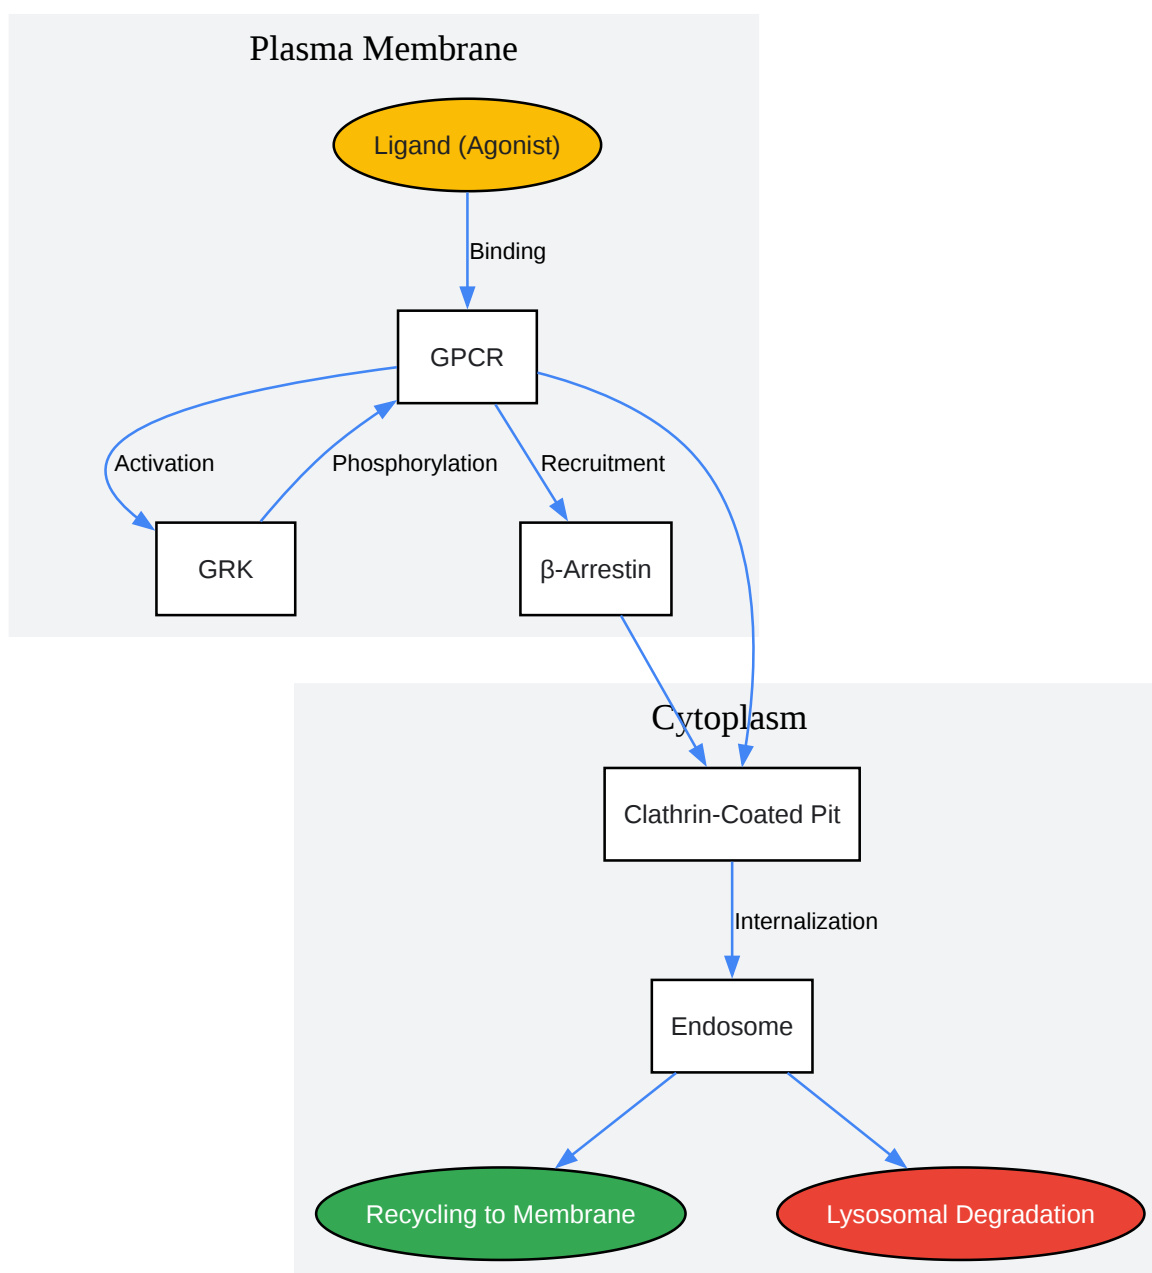 Plasma Membrane
Ligand (Agonist)
Binding
GPCR
Activation
Phosphorylation
Recruitment
GRK
β-Arrestin
Cytoplasm
Clathrin-Coated Pit
Internalization
Endosome
Recycling to Membrane
Lysosomal Degradation